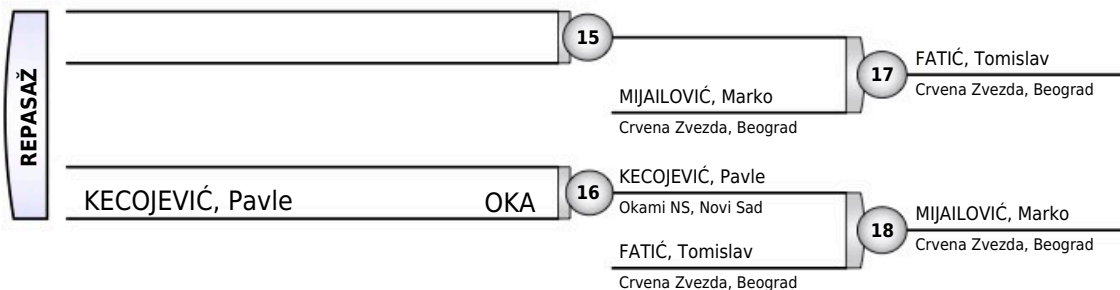 REPASAŽ
15
MIJAILOVIĆ, Marko
Crvena Zvezda, Beograd
17
FATIĆ, Tomislav
Crvena Zvezda, Beograd
KECOJEVIĆ, Pavle OKA
16
KECOJEVIĆ, Pavle
Okami NS, Novi Sad
FATIĆ, Tomislav
Crvena Zvezda, Beograd
18
MIJAILOVIĆ, Marko
Crvena Zvezda, Beograd